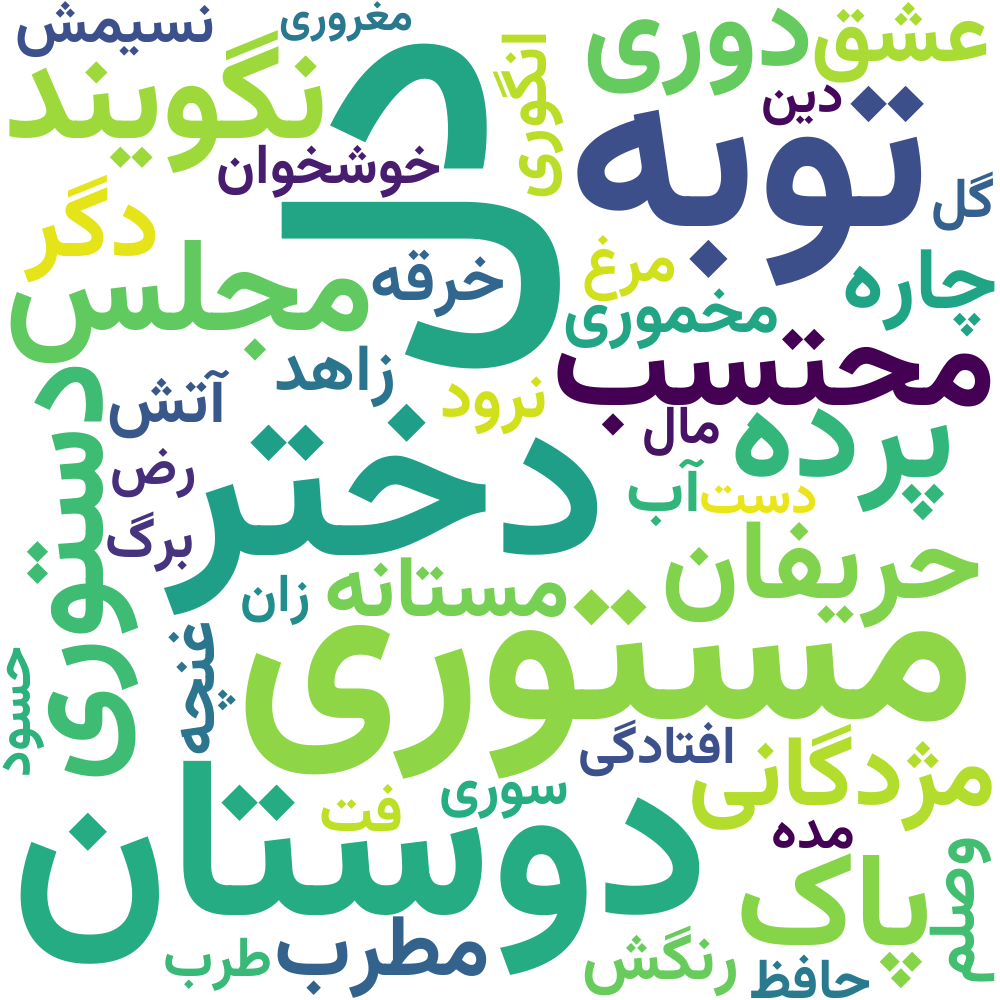 عشق
دوری
مغروری
نسیمش
انگوری
دین
توبه
نگویند
خوشخوان
گل
دگر
مرغ
خرقه
چاره
مجلس
مخموری
محتسب
زاهد
نرود
آتش
مال
پرده
دختر
رض
آب
دست
برگ
دستوری
حریفان
مستانه
زان
مستوری
غنچه
حسود
افتادگی
مژدگانی
سوری
فت
دوستان
مده
پاک
وصلم
مطرب
طرب
رنگش
حافظ